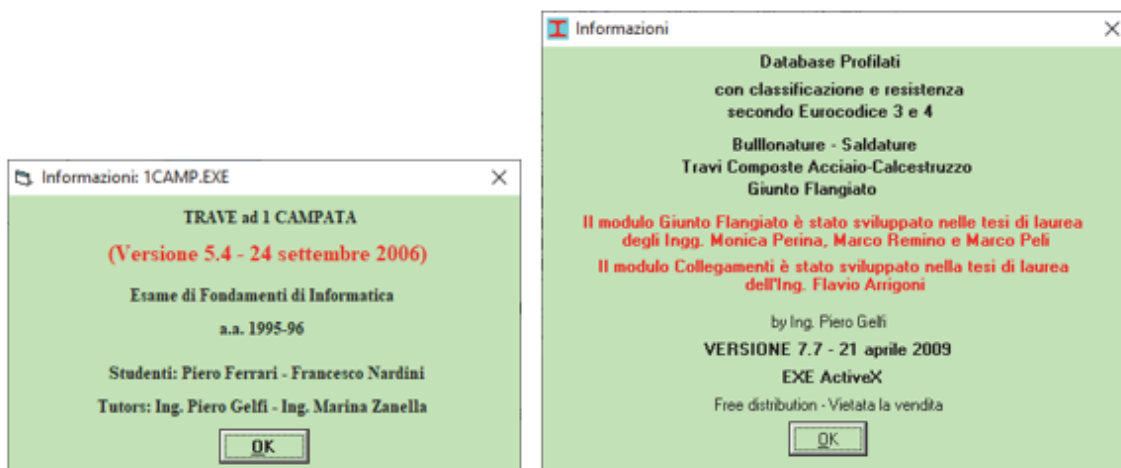 Informazioni: 1CAMP.EXE
TRAVE ad 1 CAMPATA
(Versione 5.4 - 24 settembre 2006)
Esame di Fondamenti di Informatica
a.a. 1995-96
Studenti: Piero Ferrari - Francesco Nardini
Tutors: Ing. Piero Gelfi - Ing. Marina Zanella
OK
Informazioni
Database Profilati
con classificazione e resistenza
secondo Eurocodice 3 e 4
Bulllonature - Saldature
Travi Composte Acciaio-Calcestruzzo
Giunto Flangiato
Il modulo Giunto Flangiato è stato sviluppato nelle tesi di laurea
degli Ingg. Monica Perina, Marco Remino e Marco Peli
Il modulo Collegamenti è stato sviluppato nella tesi di laurea
dell'Ing. Flavio Arrigoni
by Ing. Piero Gelfi
VERSIONE 7.7 - 21 aprile 2009
EXE ActiveX
Free distribution - Vietata la vendita
OK